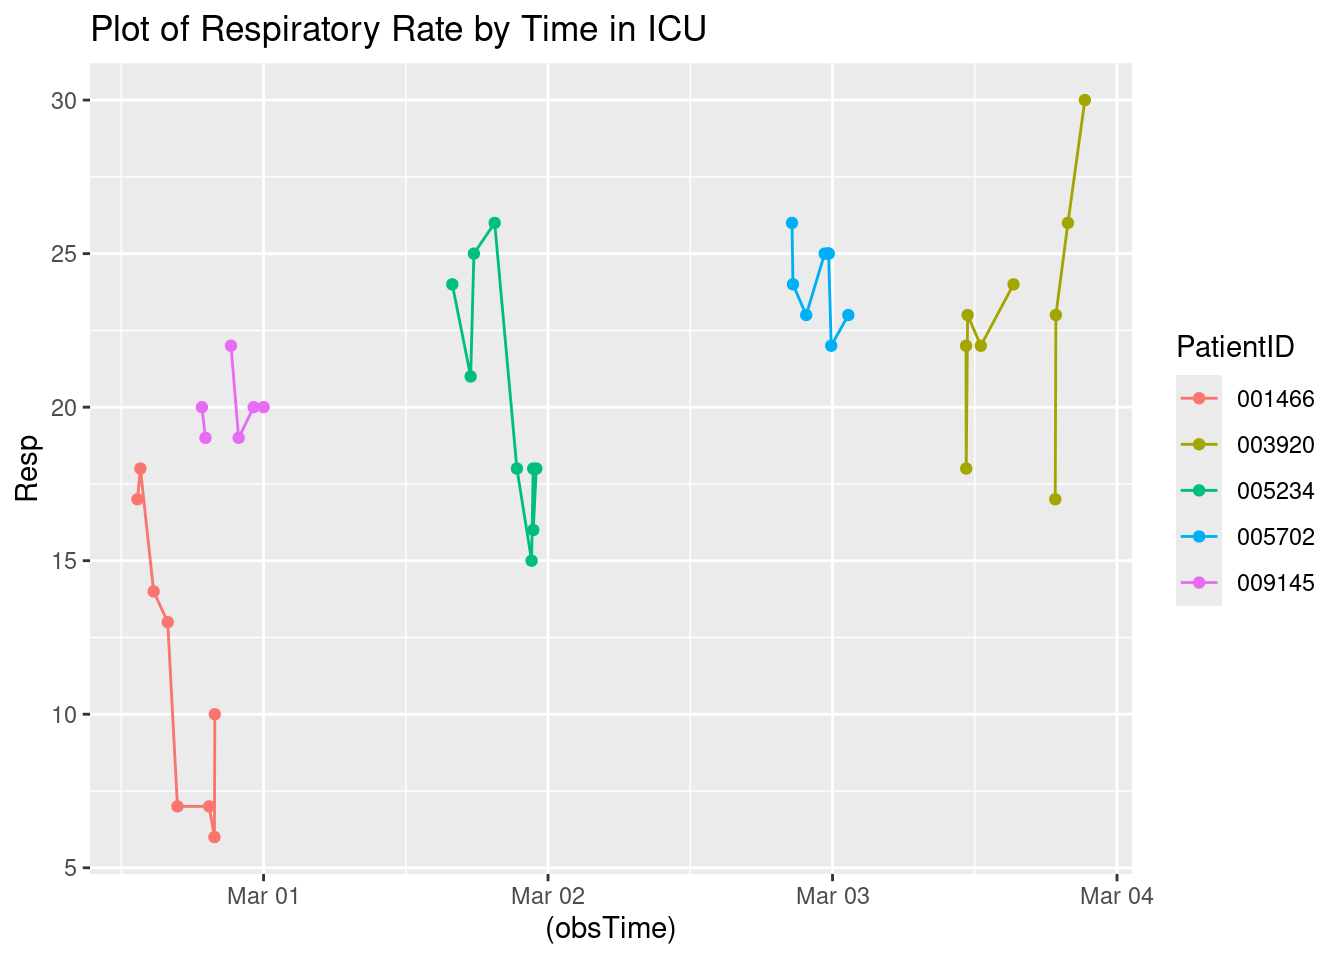 Plot of Respiratory Rate by Time in ICU
30
25
20
15
10
5
Resp
Mar 01
Mar 02
Mar 03
Mar 04
(obsTime)
PatientID
001466
003920
005234
005702
009145